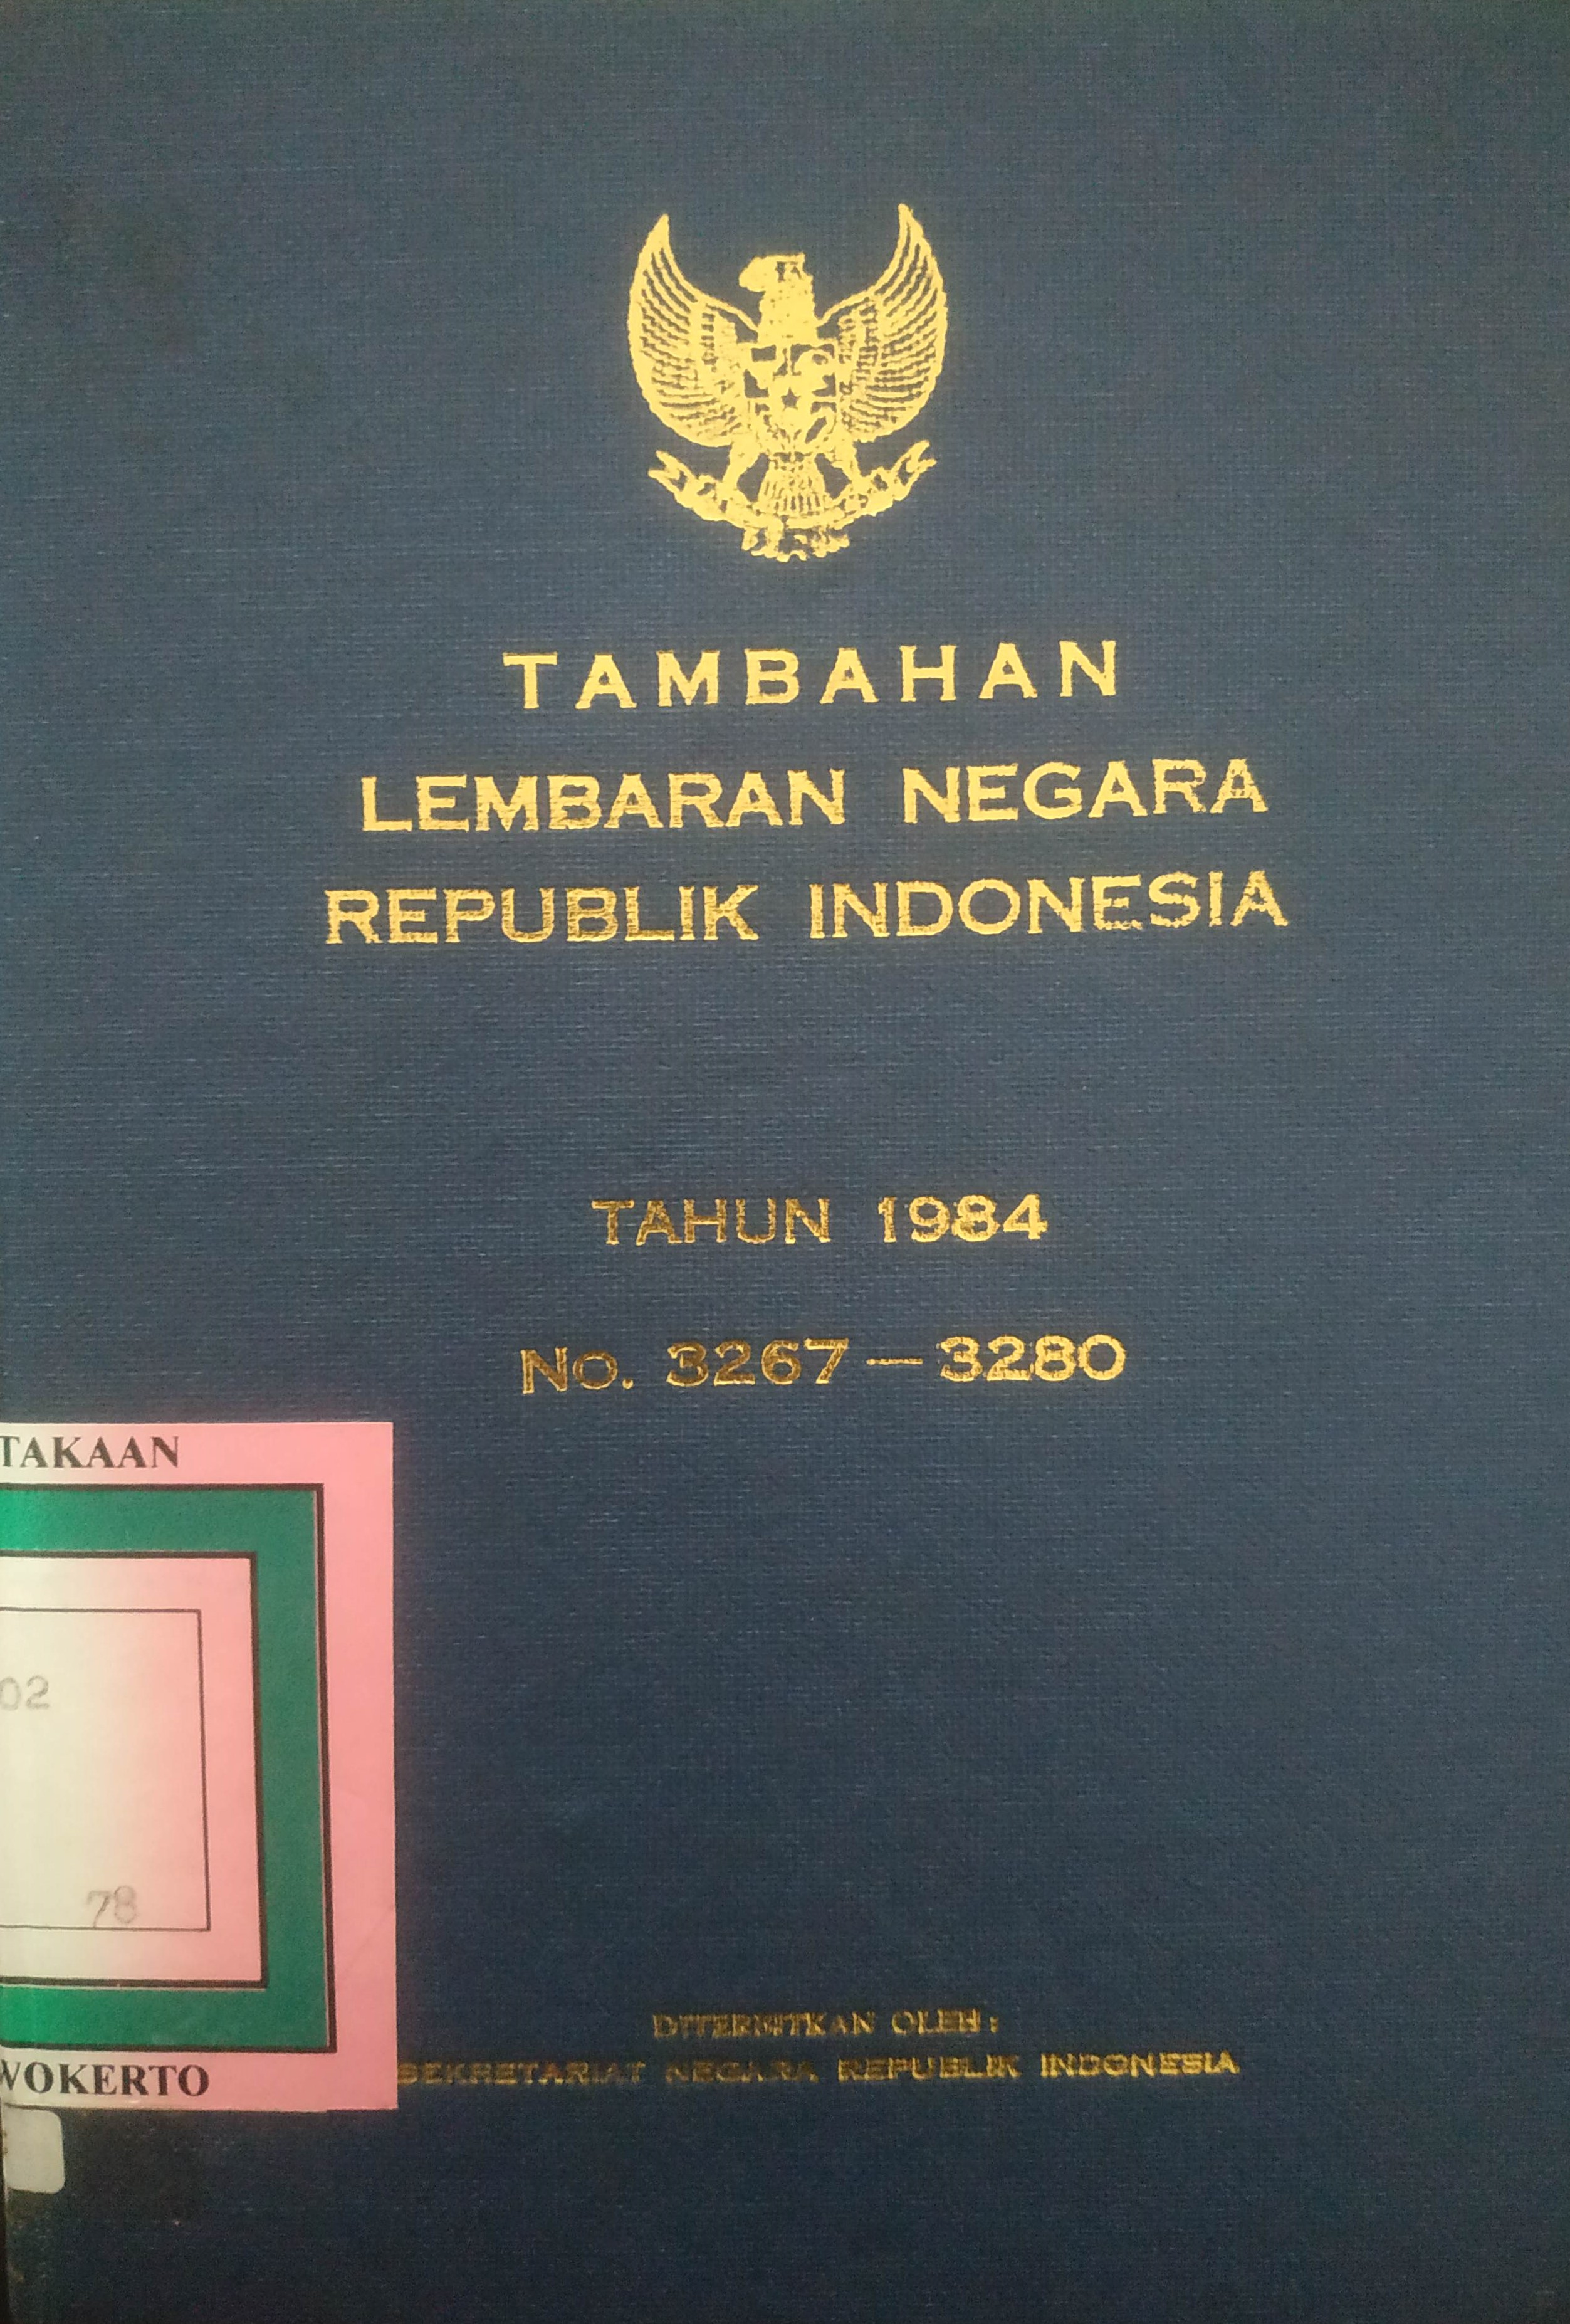 TAMBAHAN
LEMBARAN NEGARA
REPUBLIK INDONESIA
TAHUN 1984
No. 3267 — 3280
TAKAAN
02
78
WOKERTO
DITERBITKAN OLEH :
SEKRETARIAT NEGARA REPUBLIK INDONESIA